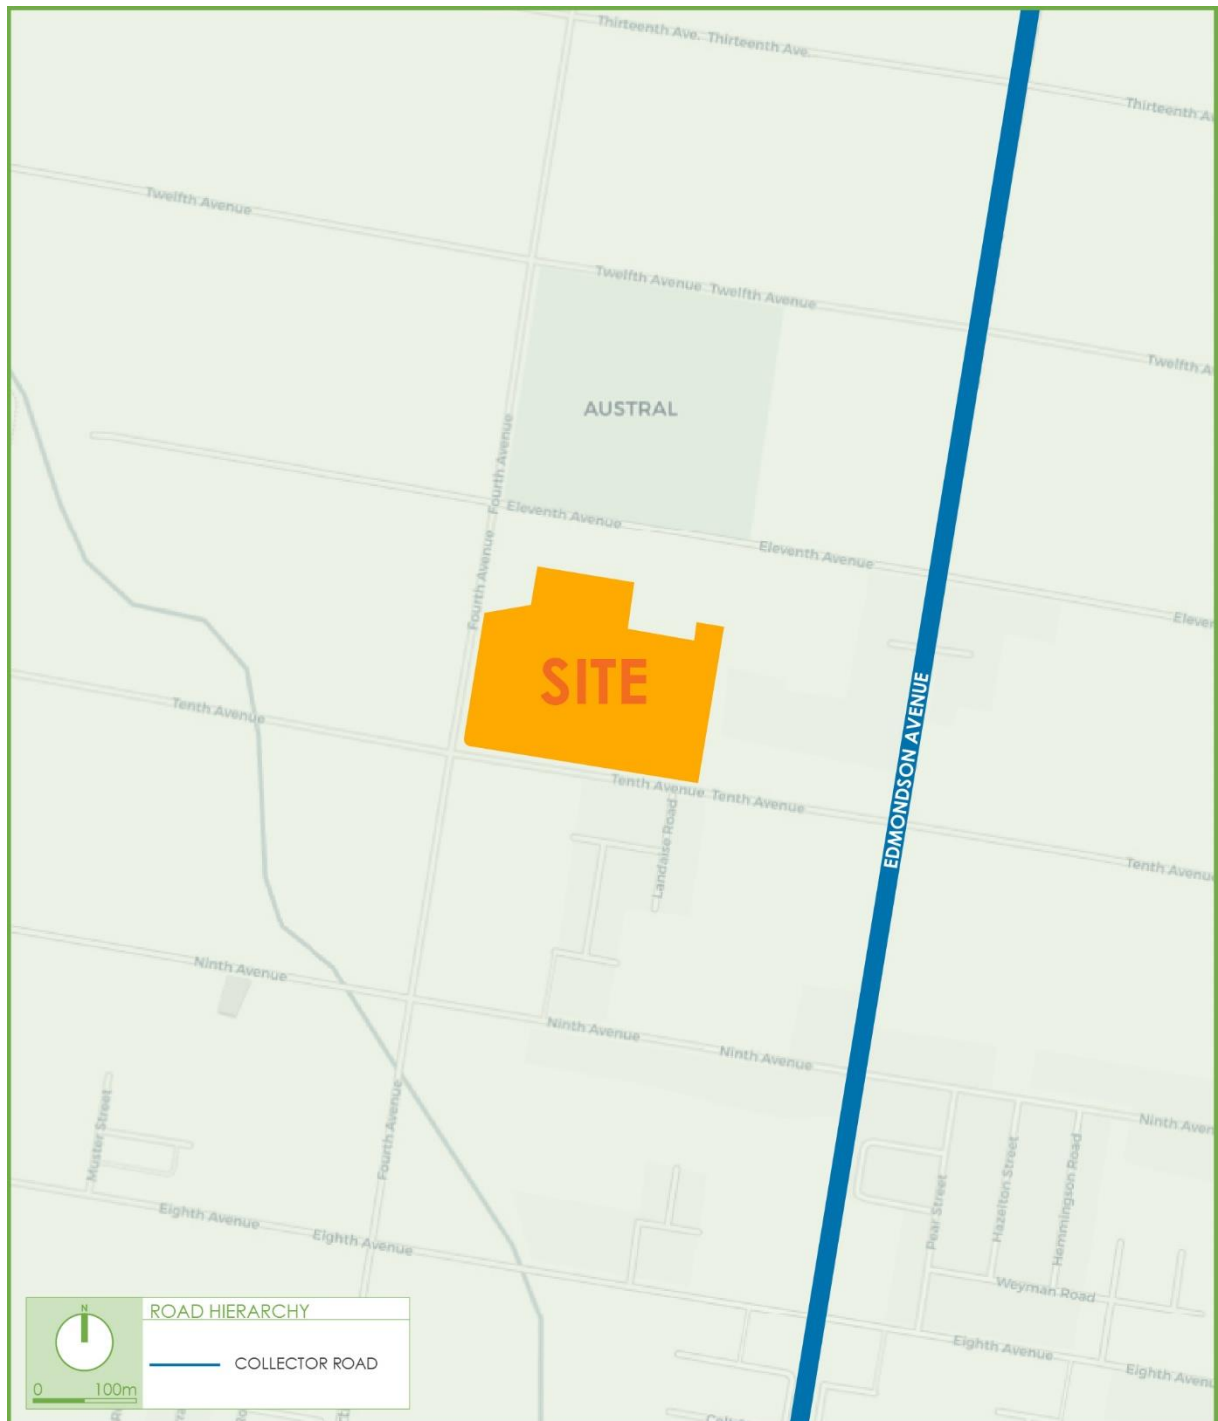 Thirteenth Ave. Thirteenth Ave.
Thirteenth A
Twelfth Avenue
Twelfth Avenue Twelfth Avenue
Twelfth A
AUSTRAL
Fourth Avenue
Eleventh Avenue
Eleventh Avenue
Eleven
Fourth Avenue
SITE
EDMONDSON AVENUE
Tenth Avenue
Tenth Avenue Tenth Avenue
Tenth Avenu
Landaise Road
Ninth Avenue
Ninth Avenue
Ninth Avenue
Ninth Aven
Muster Street
Fourth Avenue
Pear Street
Hazelton Street
Hemmingson Road
Eighth Avenue
Eighth Avenue
Weyman Road
Eighth Avenue
Eighth Avenu
N
ROAD HIERARCHY
COLLECTOR ROAD
0 100m